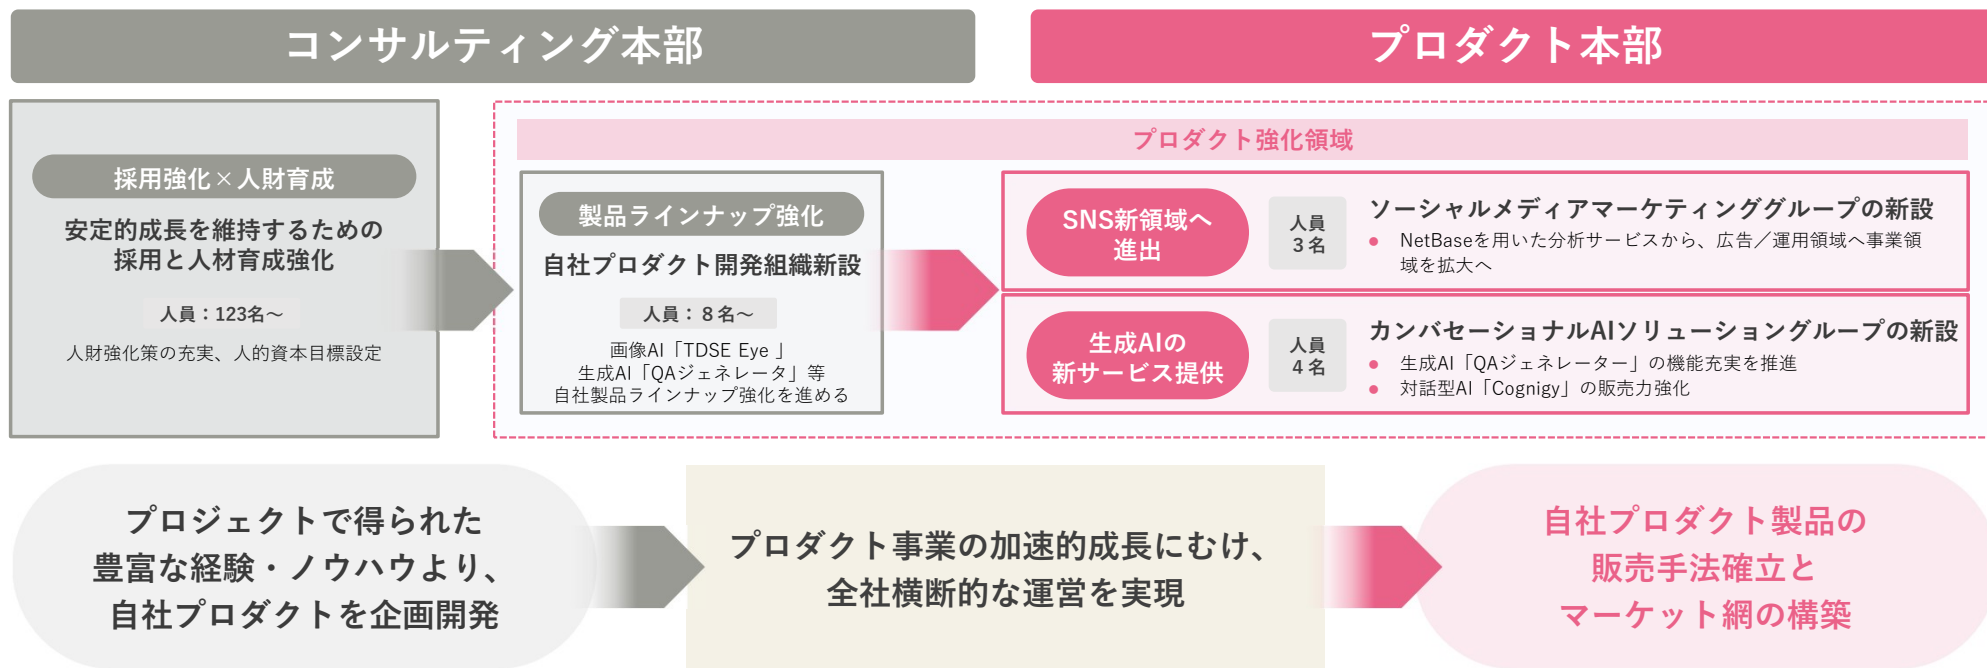 コンサルティング本部
プロダクト本部
採用強化×人財育成
安定的成長を維持するための
採用と人材育成強化
人員：123名～
人財強化策の充実、人的資本目標設定
プロダクト強化領域
製品ラインナップ強化
自社プロダクト開発組織新設
人員：８名～
画像AI「TDSE Eye 」
生成AI「QAジェネレータ」等
自社製品ラインナップ強化を進める
SNS新領域へ
進出
人員
３名
ソーシャルメディアマーケティンググループの新設
● NetBaseを用いた分析サービスから、広告／運用領域へ事業領
域を拡大へ
生成AIの
新サービス提供
人員
４名
カンバセーショナルAIソリューショングループの新設
● 生成AI「QAジェネレーター」の機能充実を推進
● 対話型AI「Cognigy」の販売力強化
プロジェクトで得られた
豊富な経験・ノウハウより、
自社プロダクトを企画開発
プロダクト事業の加速的成長にむけ、
全社横断的な運営を実現
自社プロダクト製品の
販売手法確立と
マーケット網の構築